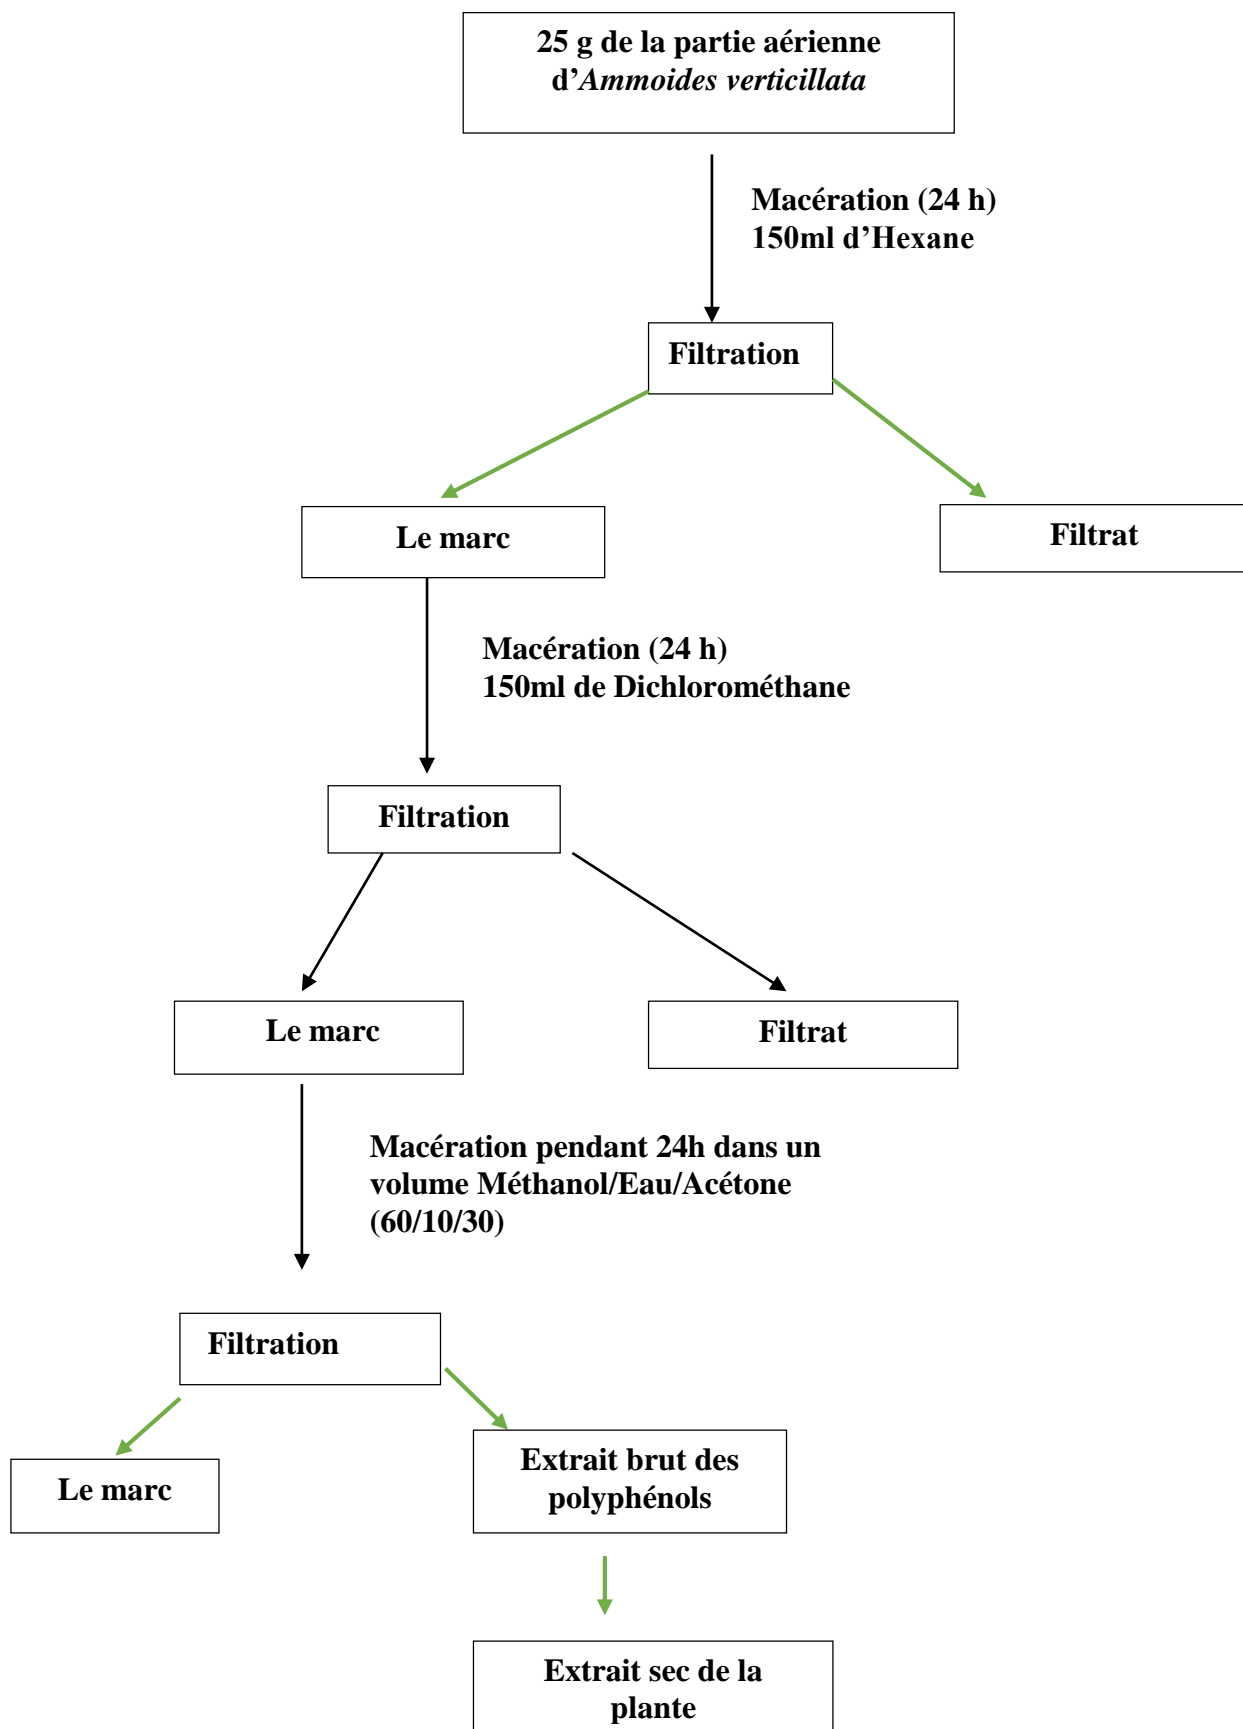 25 g de la partie aérienne
d’Ammoides verticillata
Macération (24 h)
150ml d’Hexane
Filtration
Le marc
Filtrat
Macération (24 h)
150ml de Dichlorométhane
Filtration
Le marc
Filtrat
Macération pendant 24h dans un
volume Méthanol/Eau/Acétone
(60/10/30)
Filtration
Le marc
Extrait brut des
polyphénols
Extrait sec de la
plante